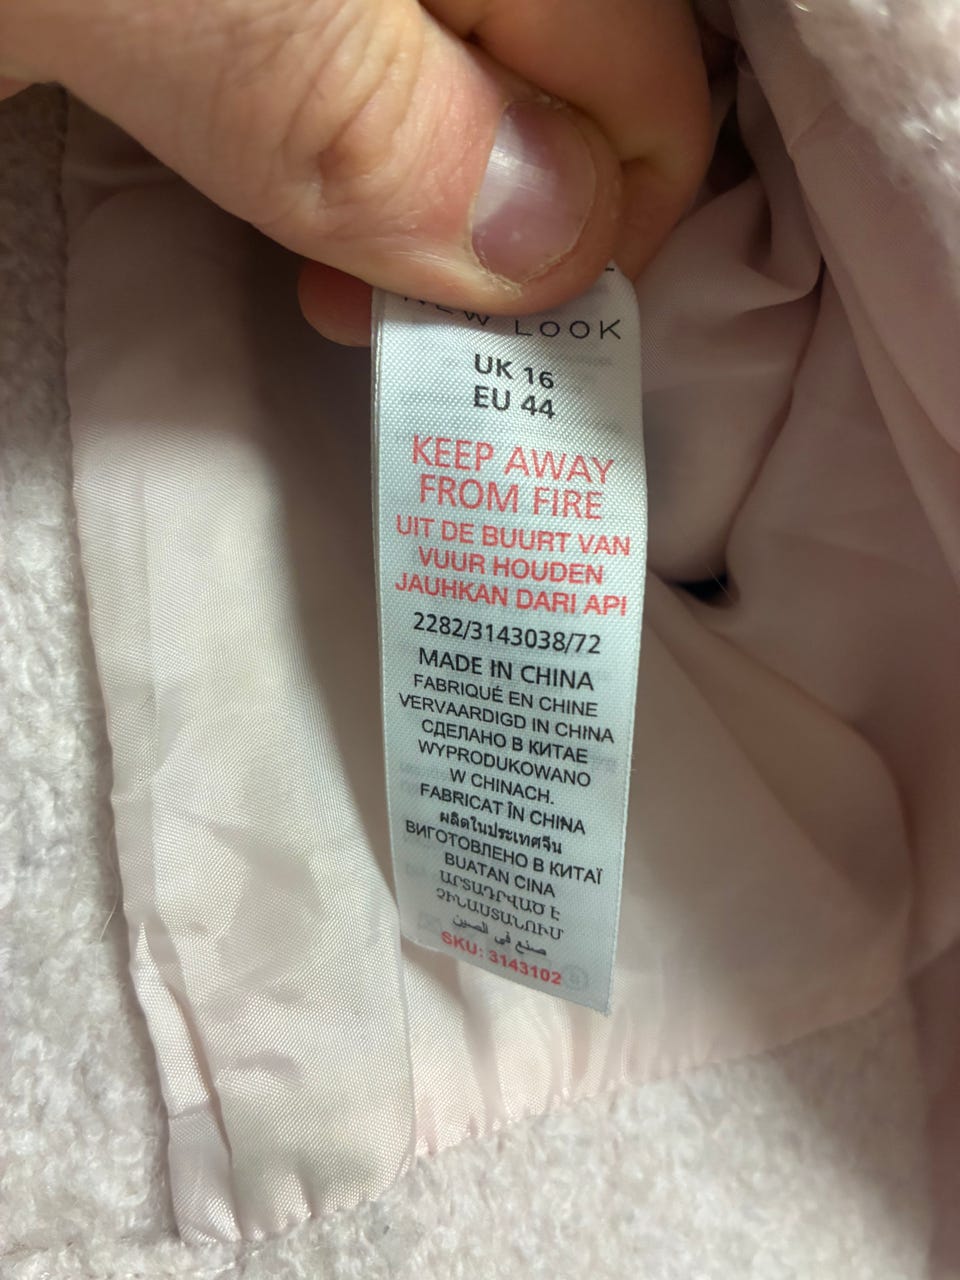 NEW LOOK
UK 16
EU 44
KEEP AWAY
FROM FIRE
UIT DE BUURT VAN
VUUR HOUDEN
JAUHKAN DARI API
2282/3143038/72
MADE IN CHINA
FABRIQUÉ EN CHINE
VERVAARDIGD IN CHINA
СДЕЛАНО В КИТАЕ
WYPRODUKOWANO
W CHINACH.
FABRICAT ÎN CHINA
ผลิตในประเทศจีน
ВИГОТОВЛЕНО В КИТАЇ
BUATAN CINA
ԱՐՏԱԴՐՎԱԾ Է
ՉԻՆԱՍՏԱՆՈՒՄ
صنع في الصين
SKU: 3143102